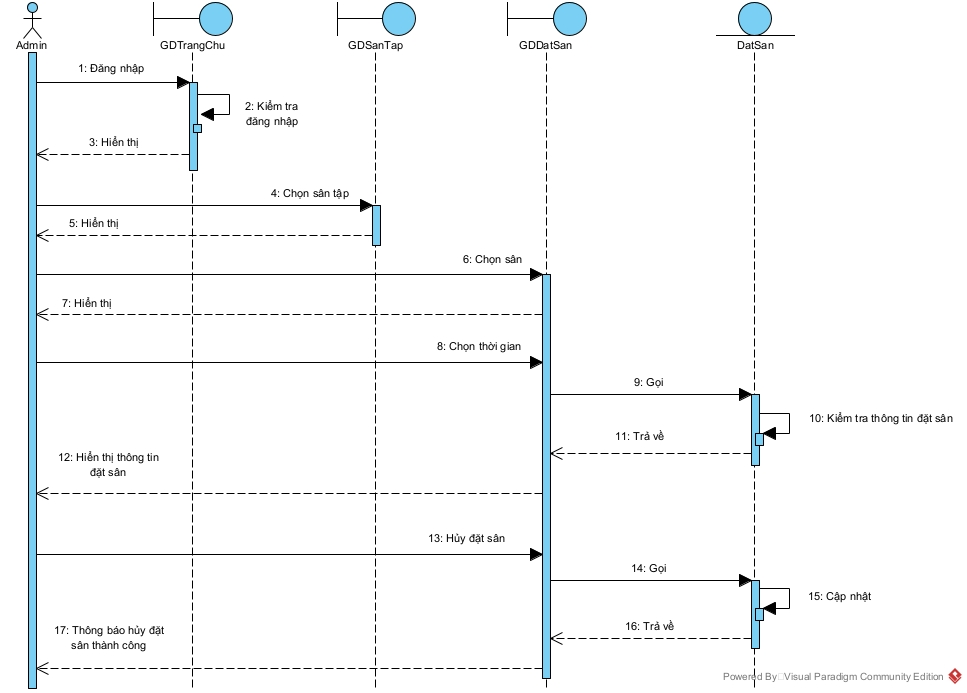 Admin
GDTrangChu
GDSanTap
GDDatSan
DatSan
1: Đăng nhập
2: Kiểm tra
đăng nhập
3: Hiển thị
4: Chọn sân tập
5: Hiển thị
6: Chọn sân
7: Hiển thị
8: Chọn thời gian
9: Gọi
10: Kiểm tra thông tin đặt sân
11: Trả về
12: Hiển thị thông tin
đặt sân
13: Hủy đặt sân
14: Gọi
15: Cập nhật
16: Trả về
17: Thông báo hủy đặt
sân thành công
Powered By Visual Paradigm Community Edition